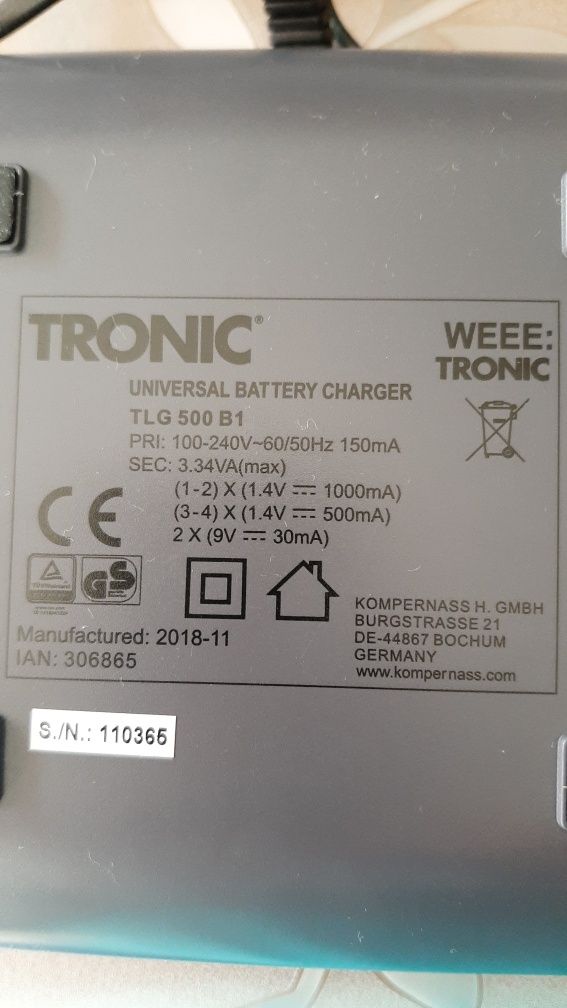 TRONIC®
WEEE:
TRONIC
UNIVERSAL BATTERY CHARGER
TLG 500 B1
PRI: 100-240V~60/50Hz 150mA
SEC: 3.34VA(max)
(1-2) X (1.4V ⎓ 1000mA)
(3-4) X (1.4V ⎓ 500mA)
2 X (9V ⎓ 30mA)
CE
GS
KOMPERNASS H. GMBH
BURGSTRASSE 21
DE-44867 BOCHUM
GERMANY
www.kompernass.com
Manufactured: 2018-11
IAN: 306865
S./N.: 110365